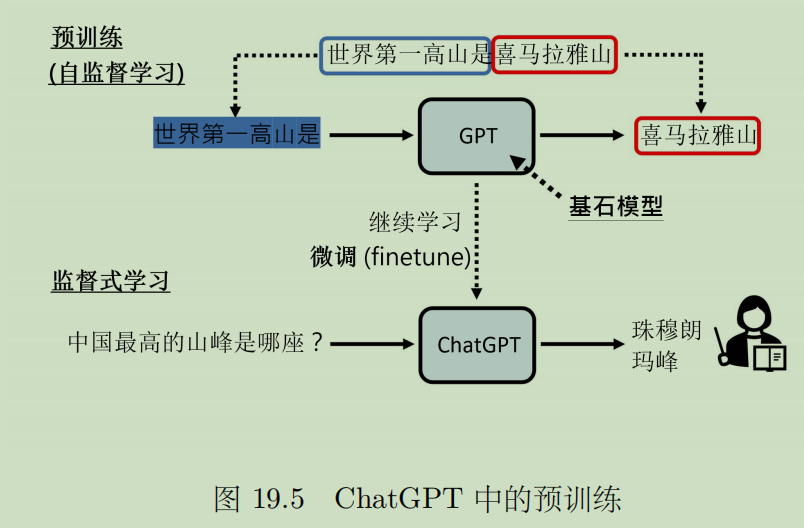 预训练
(自监督学习)
世界第一高山是喜马拉雅山
世界第一高山是
GPT
喜马拉雅山
基石模型
继续学习
微调 (finetune)
监督式学习
中国最高的山峰是哪座？
ChatGPT
珠穆朗
玛峰
图 19.5 ChatGPT 中的预训练